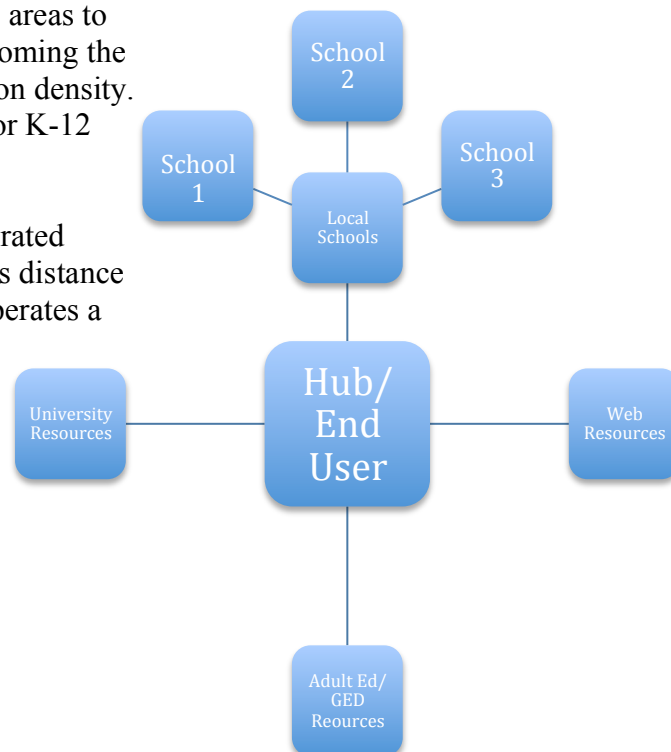 areas to
oming the
on density.
or K-12
rated
s distance
perates a
School
2
School
1
School
3
Local
Schools
Hub/
End
User
University
Resources
Web
Resources
Adult Ed/
GED
Reources